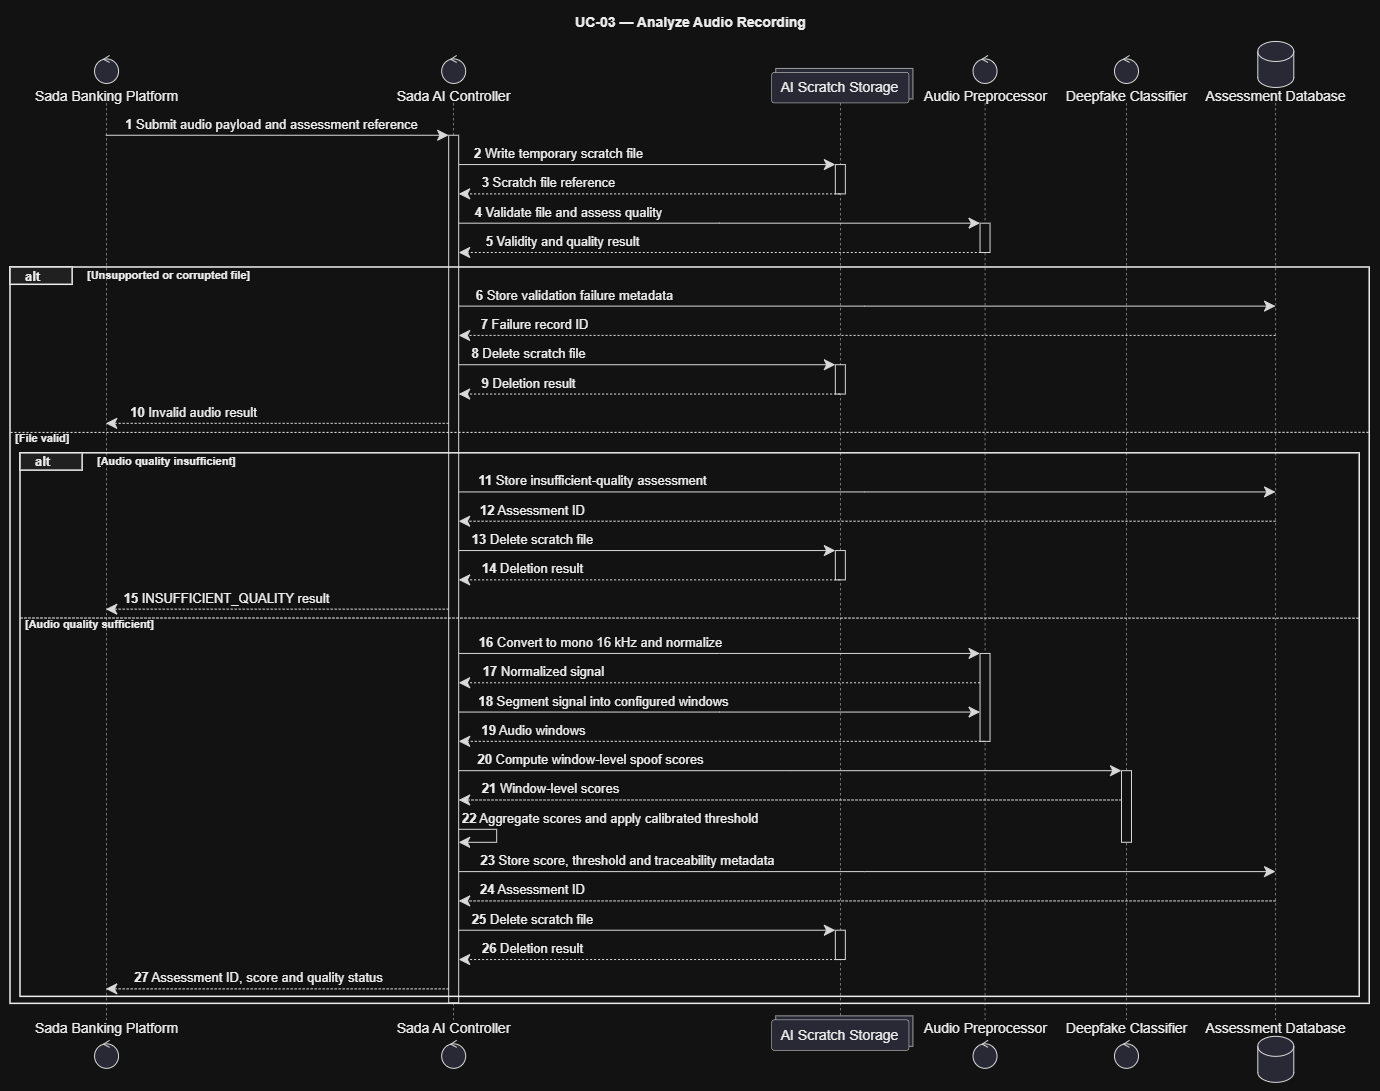 UC-03 — Analyze Audio Recording
Sada Banking Platform
Sada AI Controller
AI Scratch Storage
Audio Preprocessor
Deepfake Classifier
Assessment Database
1 Submit audio payload and assessment reference
2 Write temporary scratch file
3 Scratch file reference
4 Validate file and assess quality
5 Validity and quality result
alt [Unsupported or corrupted file]
6 Store validation failure metadata
7 Failure record ID
8 Delete scratch file
9 Deletion result
10 Invalid audio result
[File valid]
alt [Audio quality insufficient]
11 Store insufficient-quality assessment
12 Assessment ID
13 Delete scratch file
14 Deletion result
15 INSUFFICIENT_QUALITY result
[Audio quality sufficient]
16 Convert to mono 16 kHz and normalize
17 Normalized signal
18 Segment signal into configured windows
19 Audio windows
20 Compute window-level spoof scores
21 Window-level scores
22 Aggregate scores and apply calibrated threshold
23 Store score, threshold and traceability metadata
24 Assessment ID
25 Delete scratch file
26 Deletion result
27 Assessment ID, score and quality status
Sada Banking Platform
Sada AI Controller
AI Scratch Storage
Audio Preprocessor
Deepfake Classifier
Assessment Database